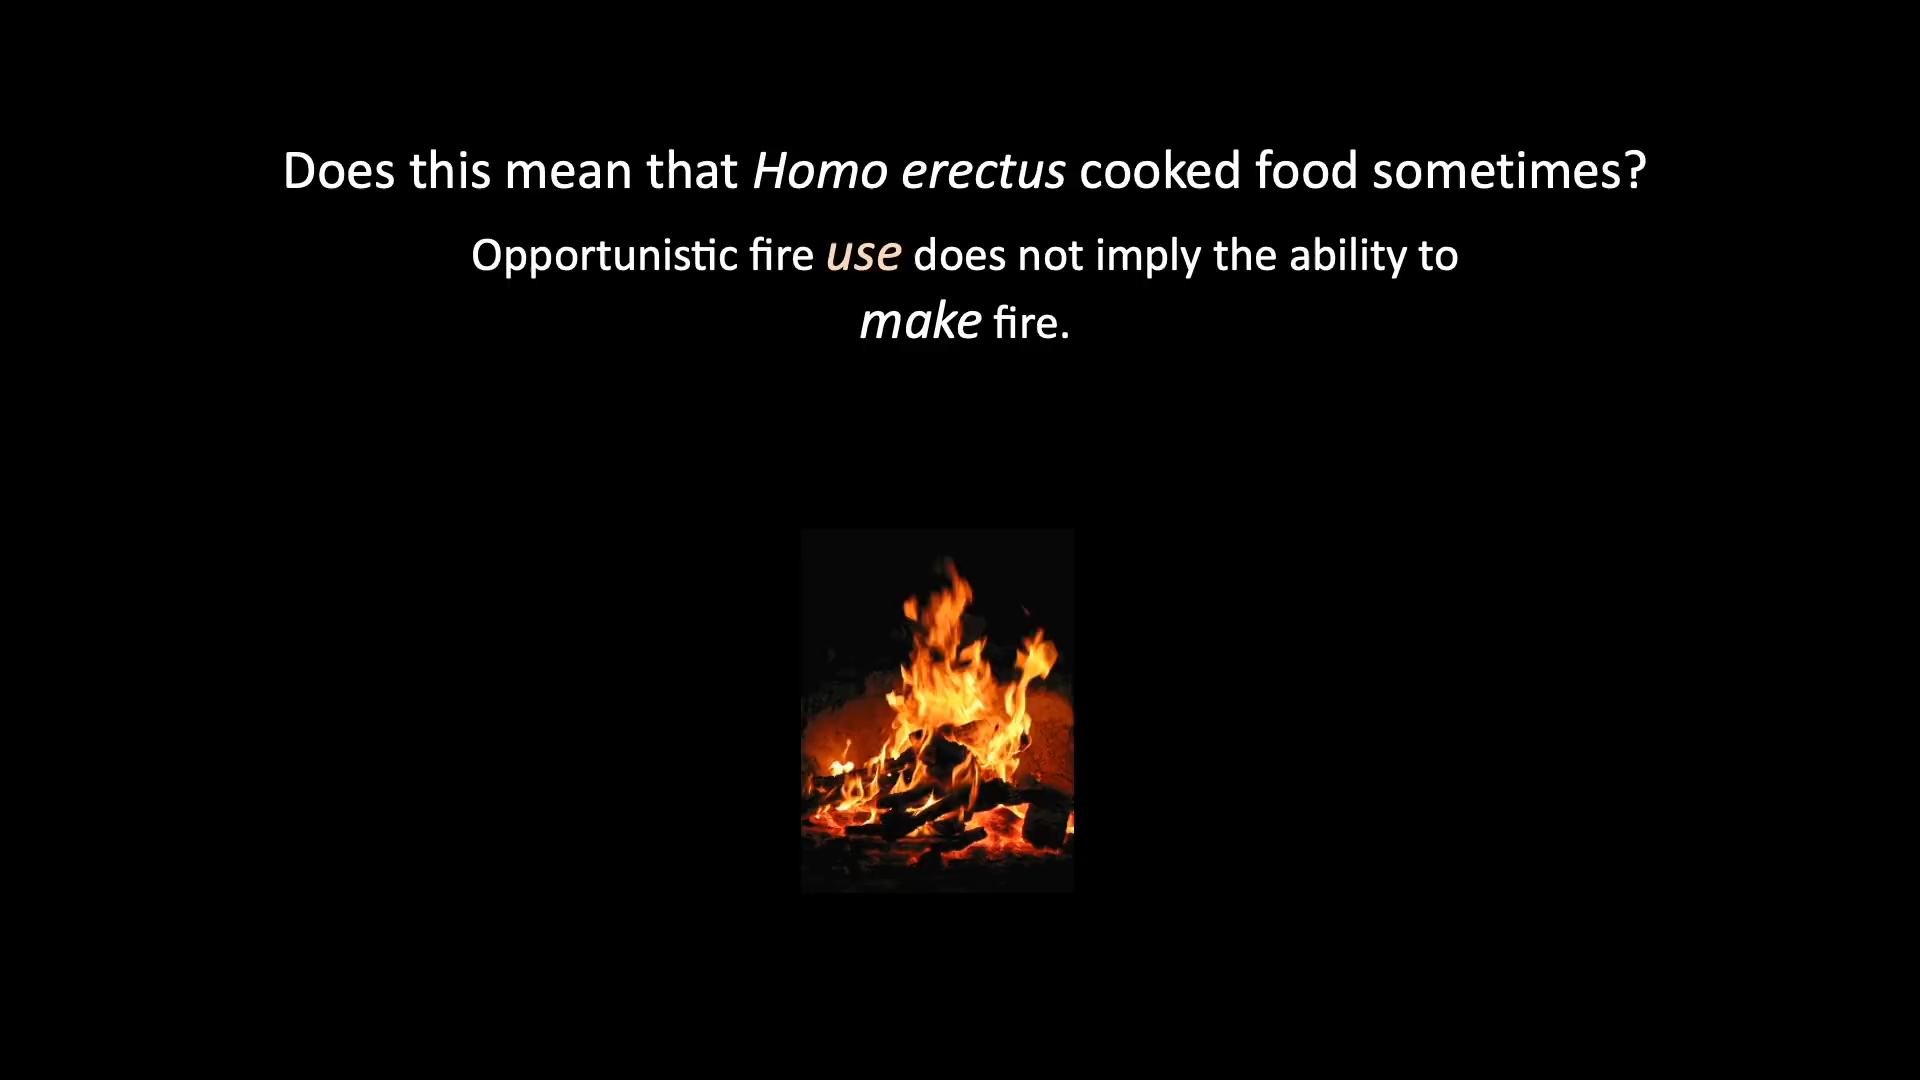 Does this mean that Homo erectus cooked food sometimes?
Opportunistic fire use does not imply the ability to
make fire.